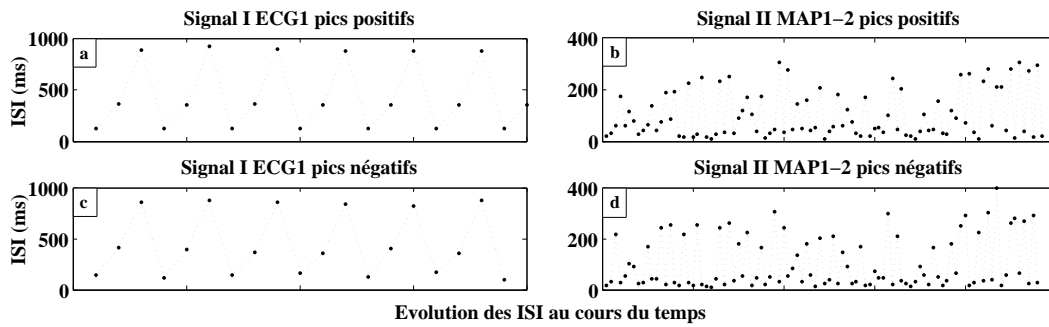 Signal I ECG1 pics positifs
Signal II MAP1−2 pics positifs
1000
500
0
ISI (ms)
a
400
200
0
b
Signal I ECG1 pics négatifs
Signal II MAP1−2 pics négatifs
1000
500
0
ISI (ms)
c
400
200
0
d
Evolution des ISI au cours du temps